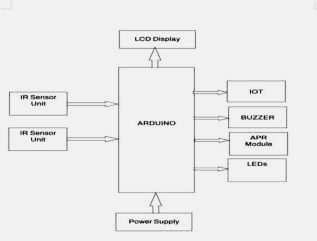 LCD Display
IR Sensor
Unit
IR Sensor
Unit
ARDUINO
IOT
BUZZER
APR
Module
LEDs
Power Supply